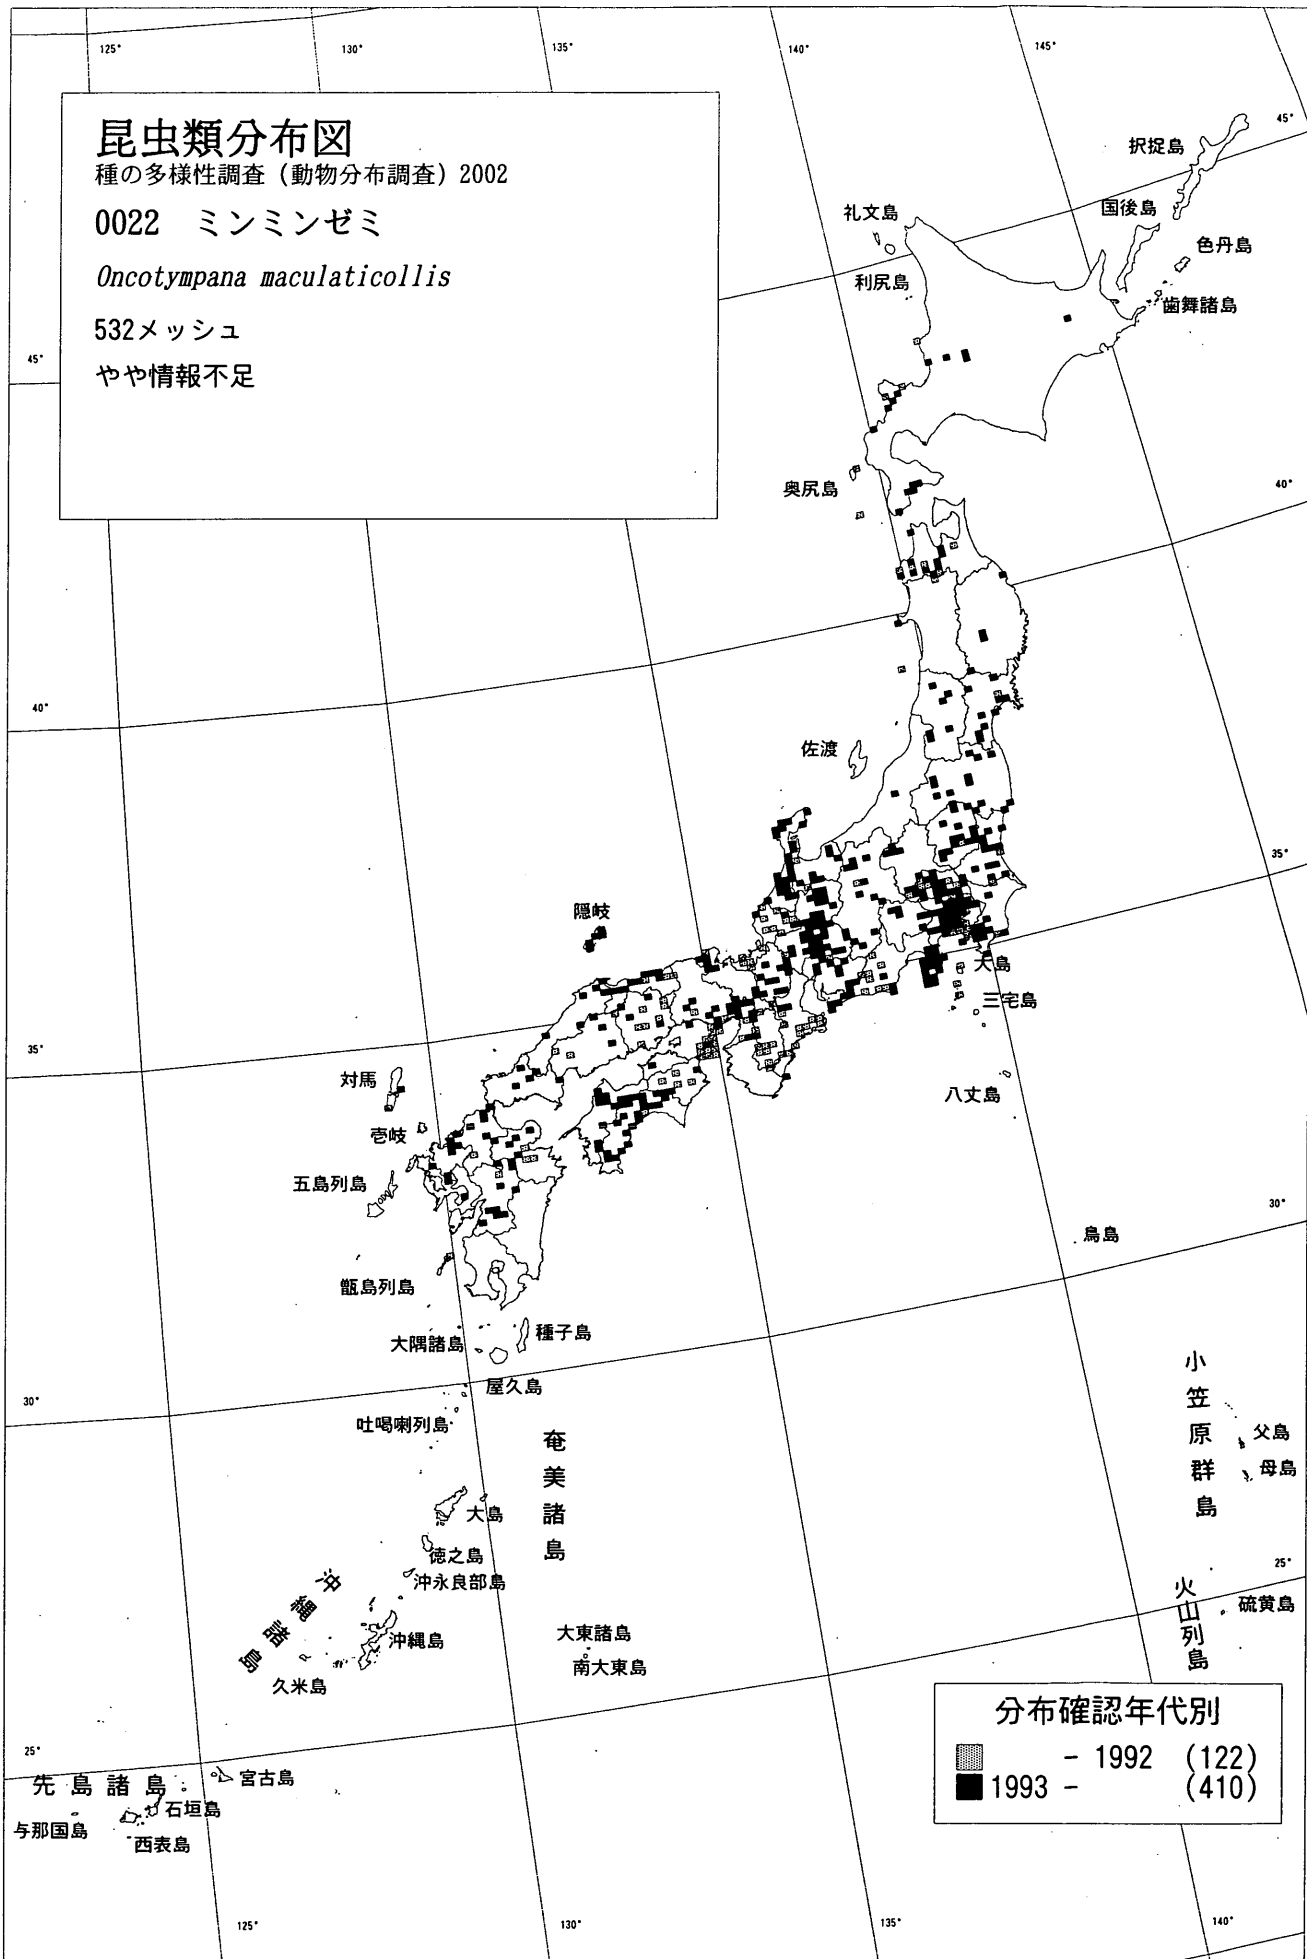 125°
130°
135°
140°
145°
昆虫類分布図
種の多様性調査（動物分布調査）2002
0022　ミンミンゼミ
Oncotympana maculaticollis
532メッシュ
やや情報不足
45°
択捉島
国後島
礼文島
色丹島
利尻島
歯舞諸島
45°
奥尻島
40°
40°
佐渡
35°
隠岐
大島
三宅島
35°
対馬
八丈島
壱岐
五島列島
30°
鳥島
甑島列島
大隅諸島
種子島
屋久島
30°
吐喝喇列島
奄美諸島
小笠原群島
父島
母島
大島
徳之島
沖永良部島
沖縄諸島
25°
火山列島
硫黄島
沖縄島
大東諸島
南大東島
久米島
25°
先島諸島
宮古島
石垣島
与那国島
西表島
分布確認年代別
- 1992 (122)
1993 - (410)
125°
130°
135°
140°